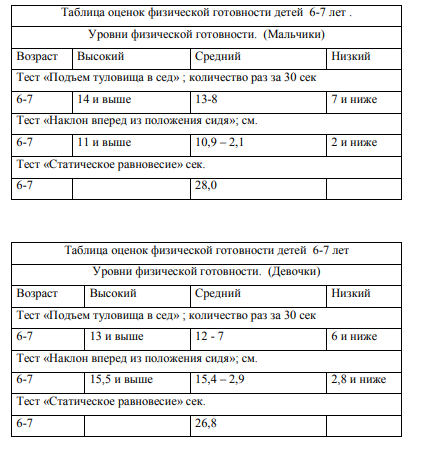 Таблица оценок физической готовности детей 6-7 лет .
Уровни физической готовности. (Мальчики)
Возраст Высокий Средний Низкий
Тест «Подъем туловища в сед» ; количество раз за 30 сек
6-7 14 и выше 13-8 7 и ниже
Тест «Наклон вперед из положения сидя»; см.
6-7 11 и выше 10,9 – 2,1 2 и ниже
Тест «Статическое равновесие» сек.
6-7 28,0
Таблица оценок физической готовности детей 6-7 лет
Уровни физической готовности. (Девочки)
Возраст Высокий Средний Низкий
Тест «Подъем туловища в сед» ; количество раз за 30 сек
6-7 13 и выше 12 - 7 6 и ниже
Тест «Наклон вперед из положения сидя»; см.
6-7 15,5 и выше 15,4 – 2,9 2,8 и ниже
Тест «Статическое равновесие» сек.
6-7 26,8